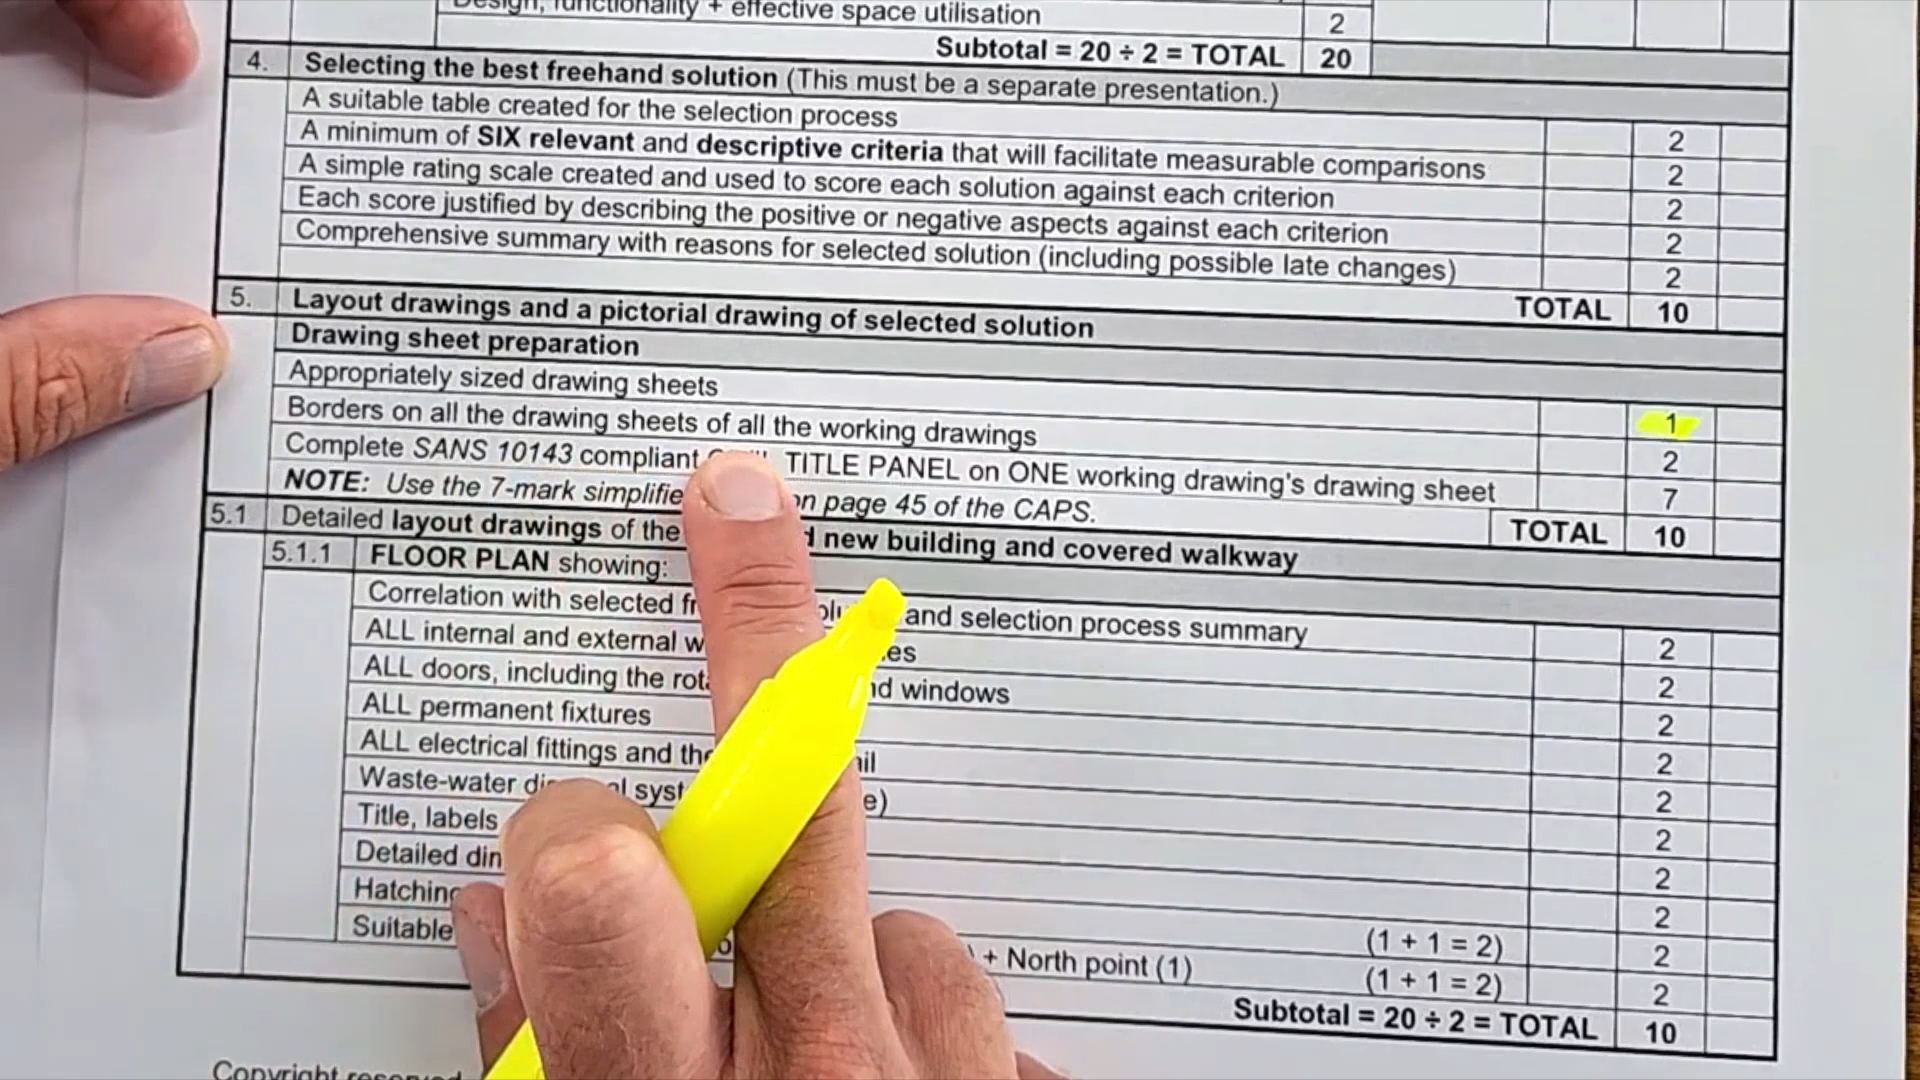 Design, functionality + effective space utilisation 2
Subtotal = 20 ÷ 2 = TOTAL 20
4. Selecting the best freehand solution (This must be a separate presentation.)
A suitable table created for the selection process 2
A minimum of SIX relevant and descriptive criteria that will facilitate measurable comparisons 2
A simple rating scale created and used to score each solution against each criterion 2
Each score justified by describing the positive or negative aspects against each criterion 2
Comprehensive summary with reasons for selected solution (including possible late changes) 2
TOTAL 10
5. Layout drawings and a pictorial drawing of selected solution
Drawing sheet preparation
Appropriately sized drawing sheets 1
Borders on all the drawing sheets of all the working drawings 2
Complete SANS 10143 compliant TITLE PANEL on ONE working drawing's drawing sheet 7
NOTE: Use the 7-mark on page 45 of the CAPS.
TOTAL 10
5.1 Detailed layout drawings of the new building and covered walkway
5.1.1 FLOOR PLAN showing:
Correlation with selected and selection process summary 2
ALL internal and external 2
ALL doors, including the and windows 2
ALL permanent fixtures 2
ALL electrical fittings and 2
Waste-water 2
Title, labels 2
Detailed 2
Hatching (1 + 1 = 2) 2
Suitable + North point (1) (1 + 1 = 2) 2
Subtotal = 20 ÷ 2 = TOTAL 10
Copyright reserved